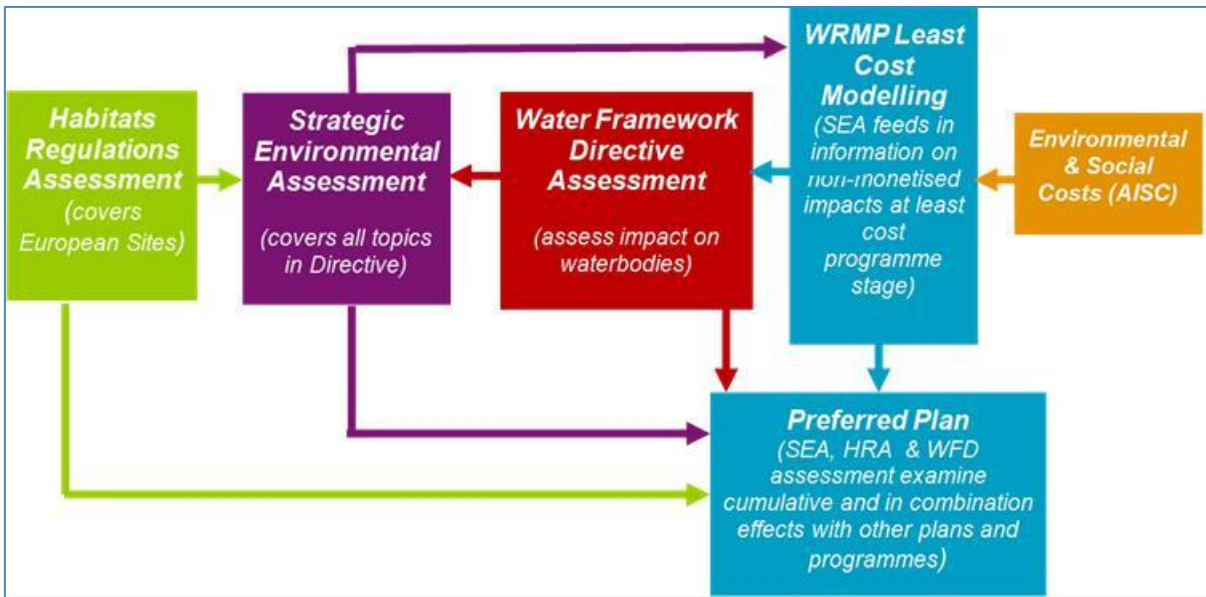 Habitats
Regulations
Assessment
(covers
European Sites)
Strategic
Environmental
Assessment
(covers all topics
in Directive)
Water Framework
Directive
Assessment
(assess impact on
waterbodies)
WRMP Least
Cost
Modelling
(SEA feeds in
information on
non-monetised
impacts at least
cost
programme
stage)
Environmental
& Social
Costs (AISC)
Preferred Plan
(SEA, HRA & WFD
assessment examine
cumulative and in combination
effects with other plans and
programmes)